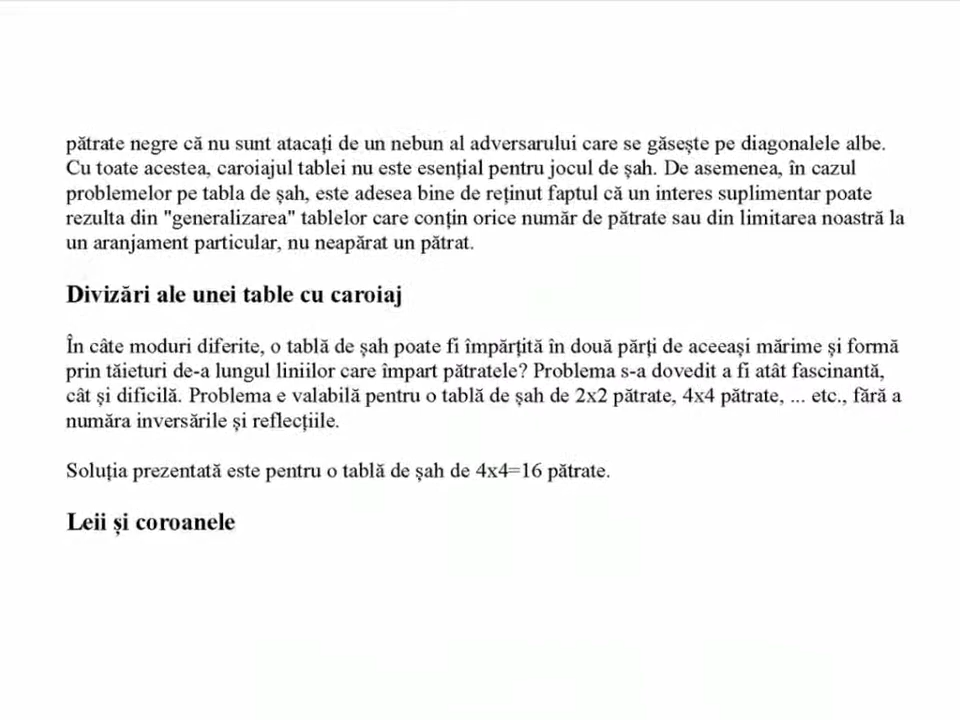 pătrate negre că nu sunt atacați de un nebun al adversarului care se găsește pe diagonalele albe.
Cu toate acestea, caroiajul tablei nu este esențial pentru jocul de șah. De asemenea, în cazul
problemelor pe tabla de șah, este adesea bine de reținut faptul că un interes suplimentar poate
rezulta din "generalizarea" tablelor care conțin orice număr de pătrate sau din limitarea noastră la
un aranjament particular, nu neapărat un pătrat.
Divizări ale unei table cu caroiaj
În câte moduri diferite, o tablă de șah poate fi împărțită în două părți de aceeași mărime și formă
prin tăieturi de-a lungul liniilor care împart pătratele? Problema s-a dovedit a fi atât fascinantă,
cât și dificilă. Problema e valabilă pentru o tablă de șah de 2x2 pătrate, 4x4 pătrate, ... etc., fără a
număra inversările și reflecțiile.
Soluția prezentată este pentru o tablă de șah de 4x4=16 pătrate.
Leii și coroanele